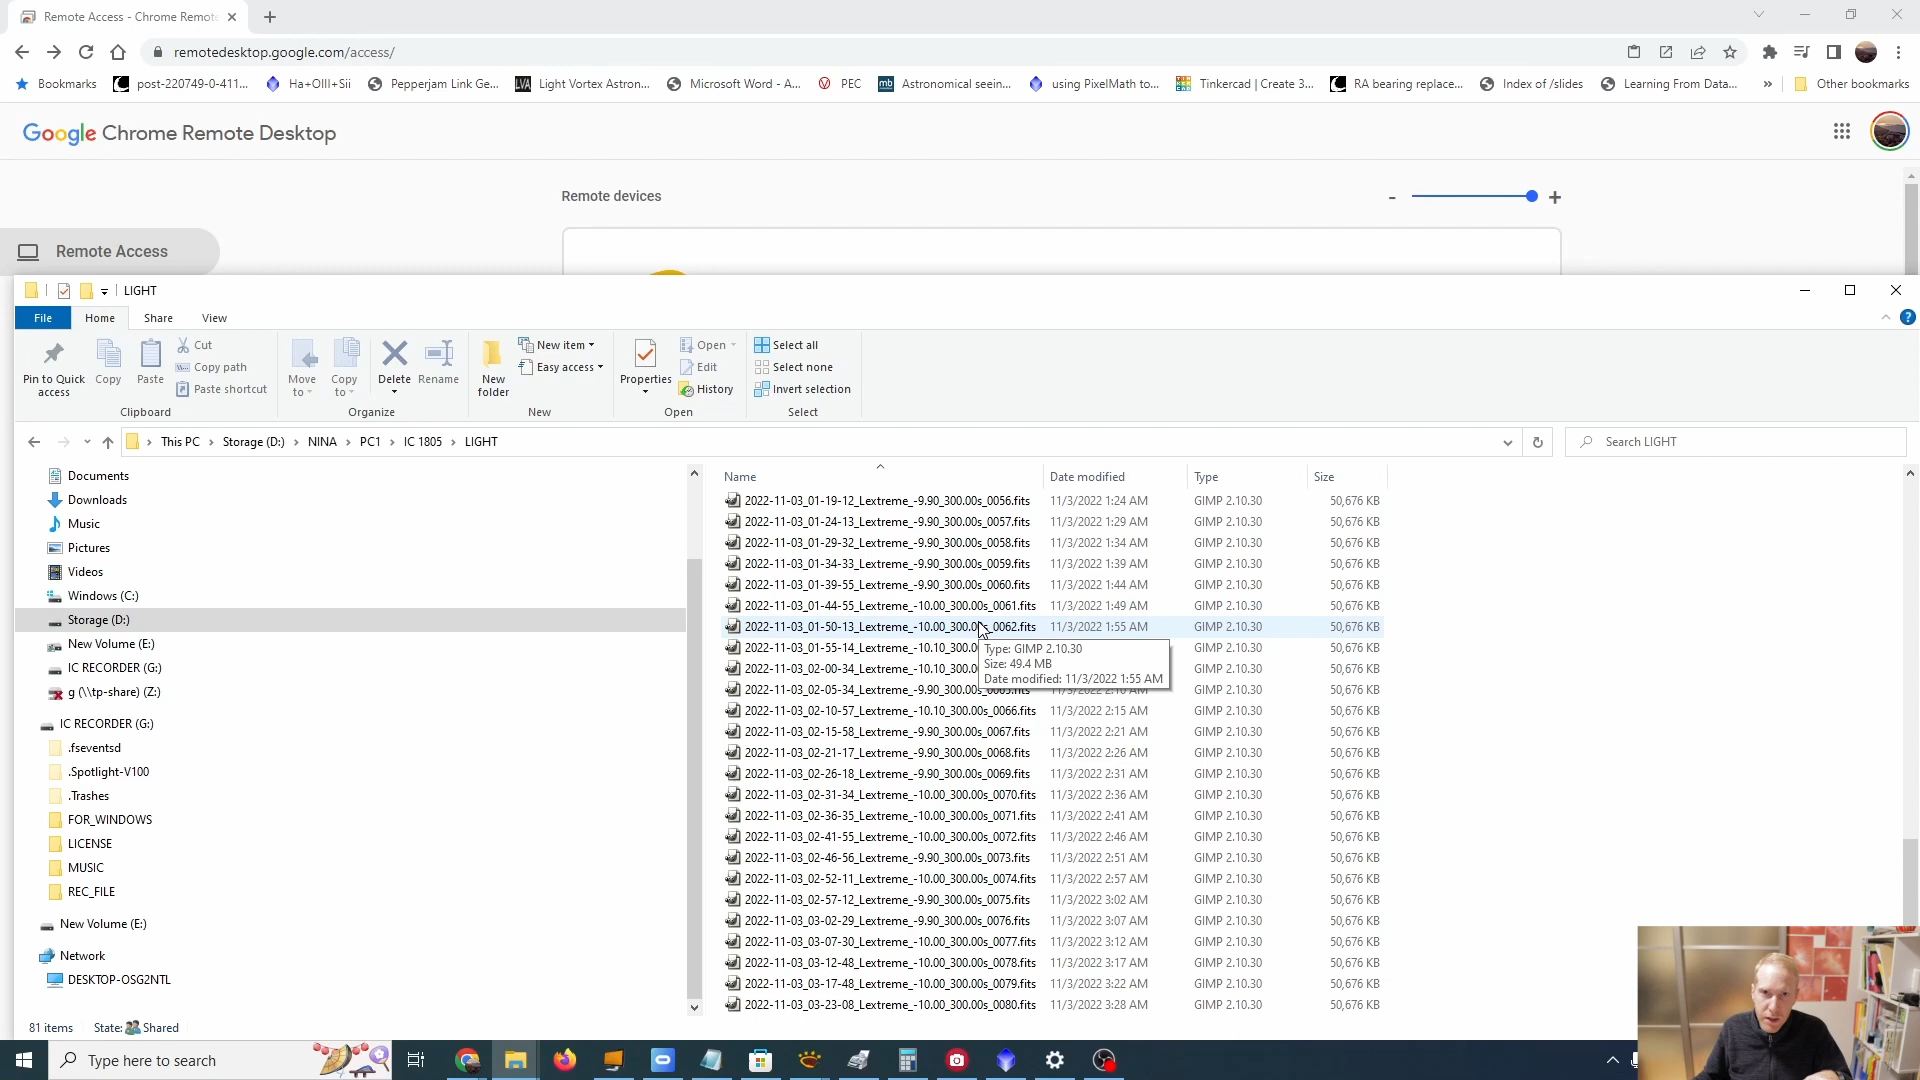 Remote Access - Chrome Remot
remotedesktop.google.com/access/
Bookmarks
post-220749-0-411...
Ha+OIII+Sii
Pepperjam Link Ge...
LVA
Light Vortex Astron...
Microsoft Word - A...
PEC
mb
Astronomical seein...
using PixelMath to...
Tinkercad | Create 3...
RA bearing replace...
Index of /slides
Learning From Data...
»
Other bookmarks
Google Chrome Remote Desktop
Remote devices
- +
Remote Access
LIGHT
File Home Share View
Pin to Quick access
Copy
Paste
Cut
Copy path
Paste shortcut
Clipboard
Move to
Copy to
Delete
Rename
Organize
New folder
New item
Easy access
New
Properties
Open
Edit
History
Open
Select all
Select none
Invert selection
Select
This PC > Storage (D:) > NINA > PC1 > IC 1805 > LIGHT
Search LIGHT
Documents
Downloads
Music
Pictures
Videos
Windows (C:)
Storage (D:)
New Volume (E:)
IC RECORDER (G:)
g (\\tp-share) (Z:)
IC RECORDER (G:)
.fseventsd
.Spotlight-V100
.Trashes
FOR_WINDOWS
LICENSE
MUSIC
REC_FILE
New Volume (E:)
Network
DESKTOP-OSG2NTL
Name Date modified Type Size
2022-11-03_01-19-12_Lextreme_-9.90_300.00s_0056.fits 11/3/2022 1:24 AM GIMP 2.10.30 50,676 KB
2022-11-03_01-24-13_Lextreme_-9.90_300.00s_0057.fits 11/3/2022 1:29 AM GIMP 2.10.30 50,676 KB
2022-11-03_01-29-32_Lextreme_-9.90_300.00s_0058.fits 11/3/2022 1:34 AM GIMP 2.10.30 50,676 KB
2022-11-03_01-34-33_Lextreme_-9.90_300.00s_0059.fits 11/3/2022 1:39 AM GIMP 2.10.30 50,676 KB
2022-11-03_01-39-55_Lextreme_-9.90_300.00s_0060.fits 11/3/2022 1:44 AM GIMP 2.10.30 50,676 KB
2022-11-03_01-44-55_Lextreme_-10.00_300.00s_0061.fits 11/3/2022 1:49 AM GIMP 2.10.30 50,676 KB
2022-11-03_01-50-13_Lextreme_-10.00_300.00s_0062.fits 11/3/2022 1:55 AM GIMP 2.10.30 50,676 KB
2022-11-03_01-55-14_Lextreme_-10.10_300.0 GIMP 2.10.30 50,676 KB
2022-11-03_02-00-34_Lextreme_-10.10_300.0 GIMP 2.10.30 50,676 KB
2022-11-03_02-05-34_Lextreme_-9.90_300.00s_0065.fits 11/3/2022 2:10 AM GIMP 2.10.30 50,676 KB
2022-11-03_02-10-57_Lextreme_-10.10_300.00s_0066.fits 11/3/2022 2:15 AM GIMP 2.10.30 50,676 KB
2022-11-03_02-15-58_Lextreme_-9.90_300.00s_0067.fits 11/3/2022 2:21 AM GIMP 2.10.30 50,676 KB
2022-11-03_02-21-17_Lextreme_-9.90_300.00s_0068.fits 11/3/2022 2:26 AM GIMP 2.10.30 50,676 KB
2022-11-03_02-26-18_Lextreme_-9.90_300.00s_0069.fits 11/3/2022 2:31 AM GIMP 2.10.30 50,676 KB
2022-11-03_02-31-34_Lextreme_-10.00_300.00s_0070.fits 11/3/2022 2:36 AM GIMP 2.10.30 50,676 KB
2022-11-03_02-36-35_Lextreme_-10.00_300.00s_0071.fits 11/3/2022 2:41 AM GIMP 2.10.30 50,676 KB
2022-11-03_02-41-55_Lextreme_-10.00_300.00s_0072.fits 11/3/2022 2:46 AM GIMP 2.10.30 50,676 KB
2022-11-03_02-46-56_Lextreme_-9.90_300.00s_0073.fits 11/3/2022 2:51 AM GIMP 2.10.30 50,676 KB
2022-11-03_02-52-11_Lextreme_-10.00_300.00s_0074.fits 11/3/2022 2:57 AM GIMP 2.10.30 50,676 KB
2022-11-03_02-57-12_Lextreme_-9.90_300.00s_0075.fits 11/3/2022 3:02 AM GIMP 2.10.30 50,676 KB
2022-11-03_03-02-29_Lextreme_-9.90_300.00s_0076.fits 11/3/2022 3:07 AM GIMP 2.10.30 50,676 KB
2022-11-03_03-07-30_Lextreme_-10.00_300.00s_0077.fits 11/3/2022 3:12 AM GIMP 2.10.30 50,676 KB
2022-11-03_03-12-48_Lextreme_-10.00_300.00s_0078.fits 11/3/2022 3:17 AM GIMP 2.10.30 50,676 KB
2022-11-03_03-17-48_Lextreme_-10.00_300.00s_0079.fits 11/3/2022 3:22 AM GIMP 2.10.30 50,676 KB
2022-11-03_03-23-08_Lextreme_-10.00_300.00s_0080.fits 11/3/2022 3:28 AM GIMP 2.10.30 50,676 KB
Type: GIMP 2.10.30
Size: 49.4 MB
Date modified: 11/3/2022 1:55 AM
81 items State: Shared
Type here to search